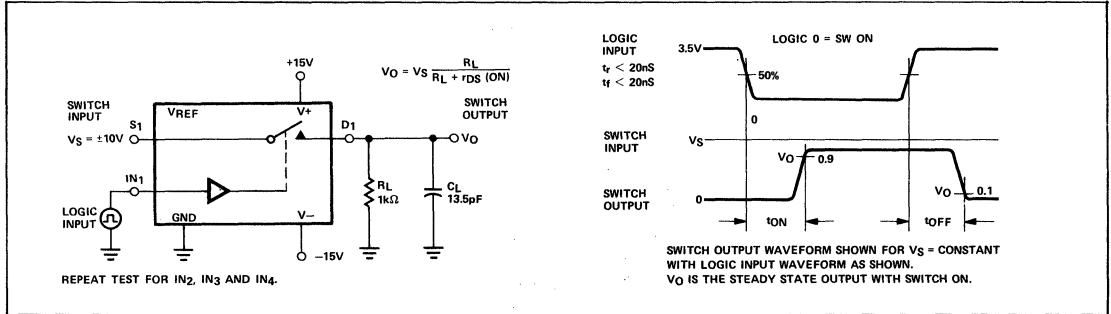 +15V
VO = VS RL / RL + rDS (ON)
SWITCH
INPUT
SWITCH
OUTPUT
VREF
V+
S1
D1
VS = ±10V
VO
IN1
RL
1kΩ
CL
13.5pF
LOGIC
INPUT
GND
V−
−15V
REPEAT TEST FOR IN2, IN3 AND IN4.
LOGIC
INPUT
3.5V
LOGIC 0 = SW ON
tr < 20nS
tf < 20nS
50%
0
SWITCH
INPUT
VS
VO
0.9
SWITCH
OUTPUT
0
VO
0.1
tON
tOFF
SWITCH OUTPUT WAVEFORM SHOWN FOR VS = CONSTANT
WITH LOGIC INPUT WAVEFORM AS SHOWN.
VO IS THE STEADY STATE OUTPUT WITH SWITCH ON.